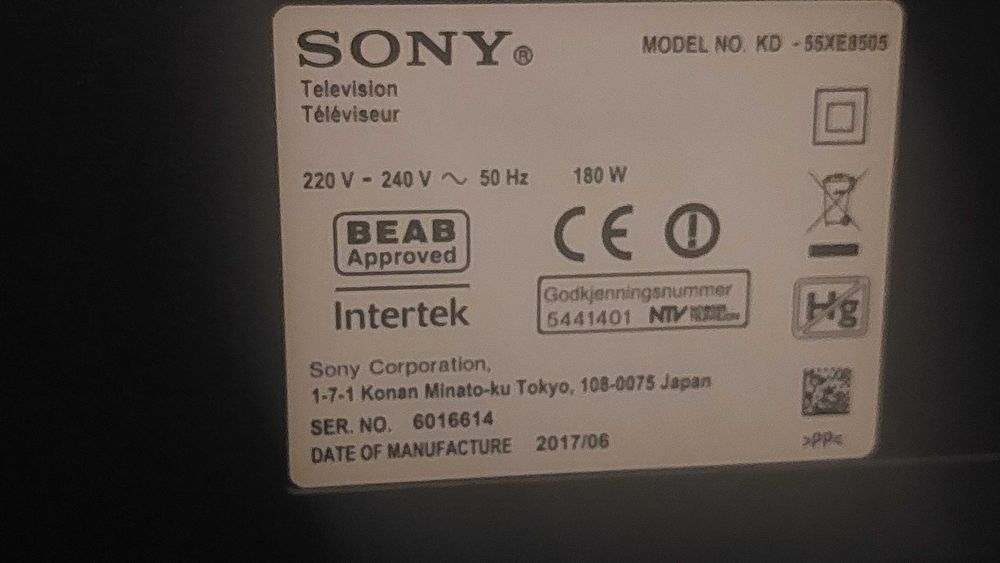 SONY®
MODEL NO. KD - 55XE8505
Television
Téléviseur
220 V - 240 V ~ 50 Hz 180 W
BEAB
Approved
Intertek
CE
Godkjenningsnummer
5441401 NTV
Hg
Sony Corporation,
1-7-1 Konan Minato-ku Tokyo, 108-0075 Japan
SER. NO. 6016614
DATE OF MANUFACTURE 2017/06
>PP<